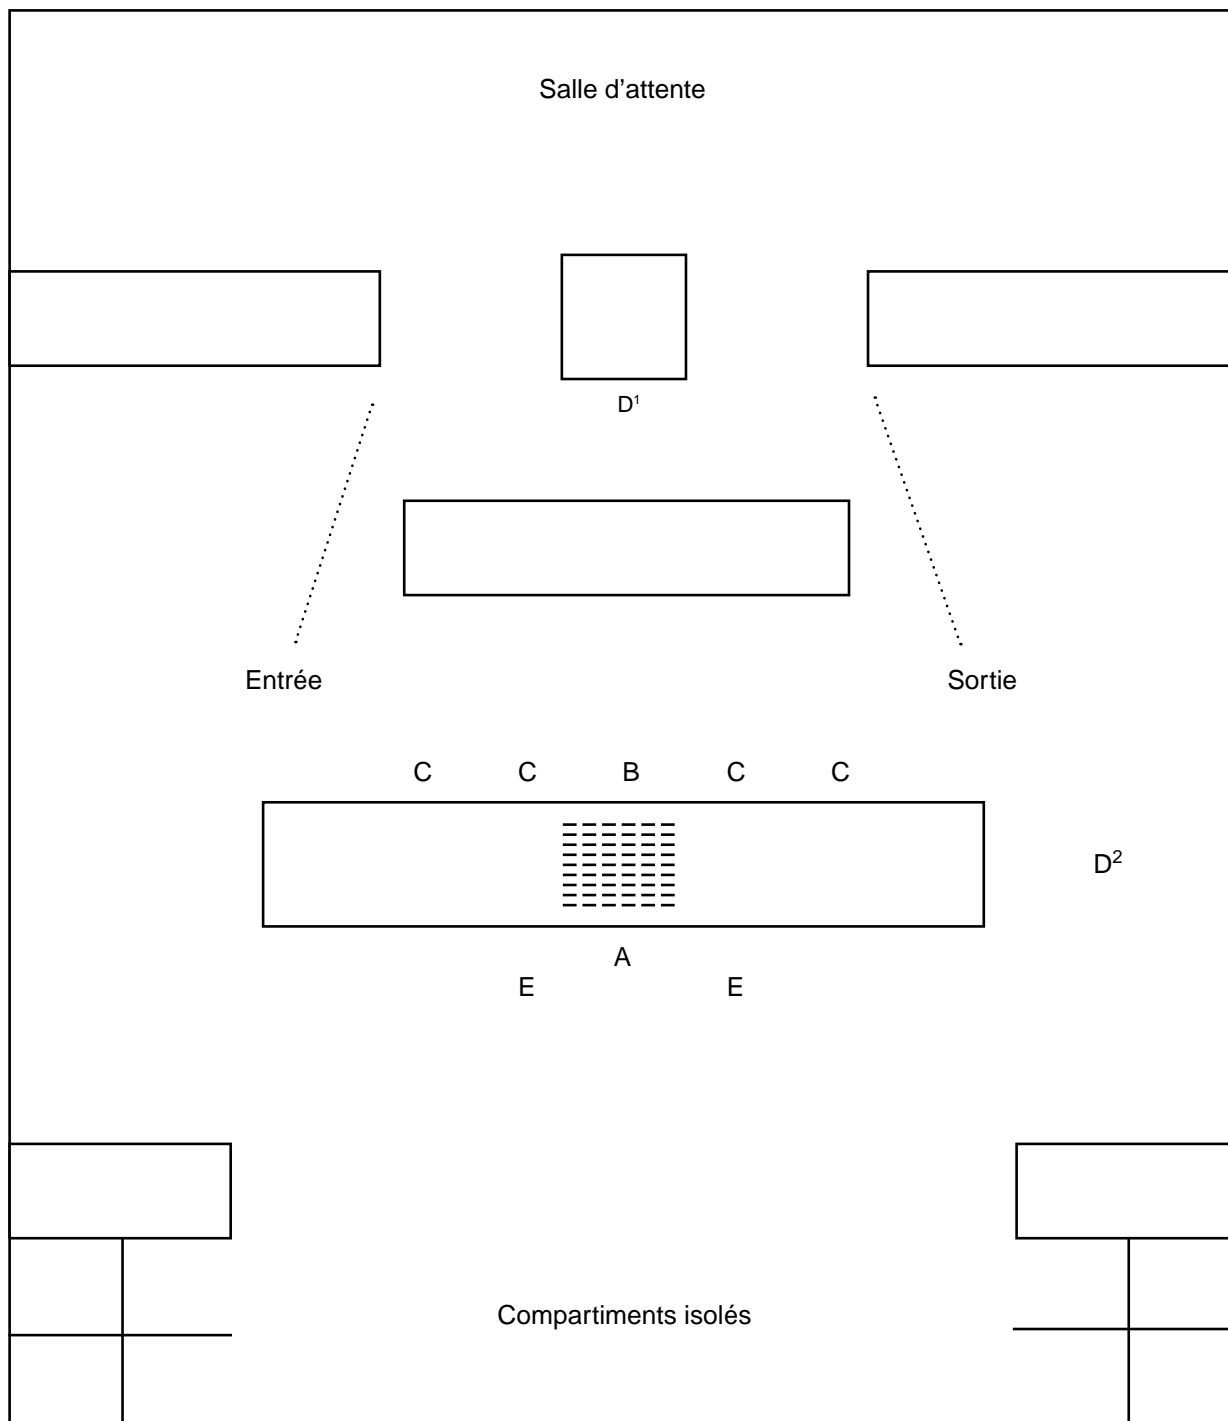 Salle d'attente
D¹
Entrée
Sortie
C C B C C
D²
A
E E
Compartiments isolés